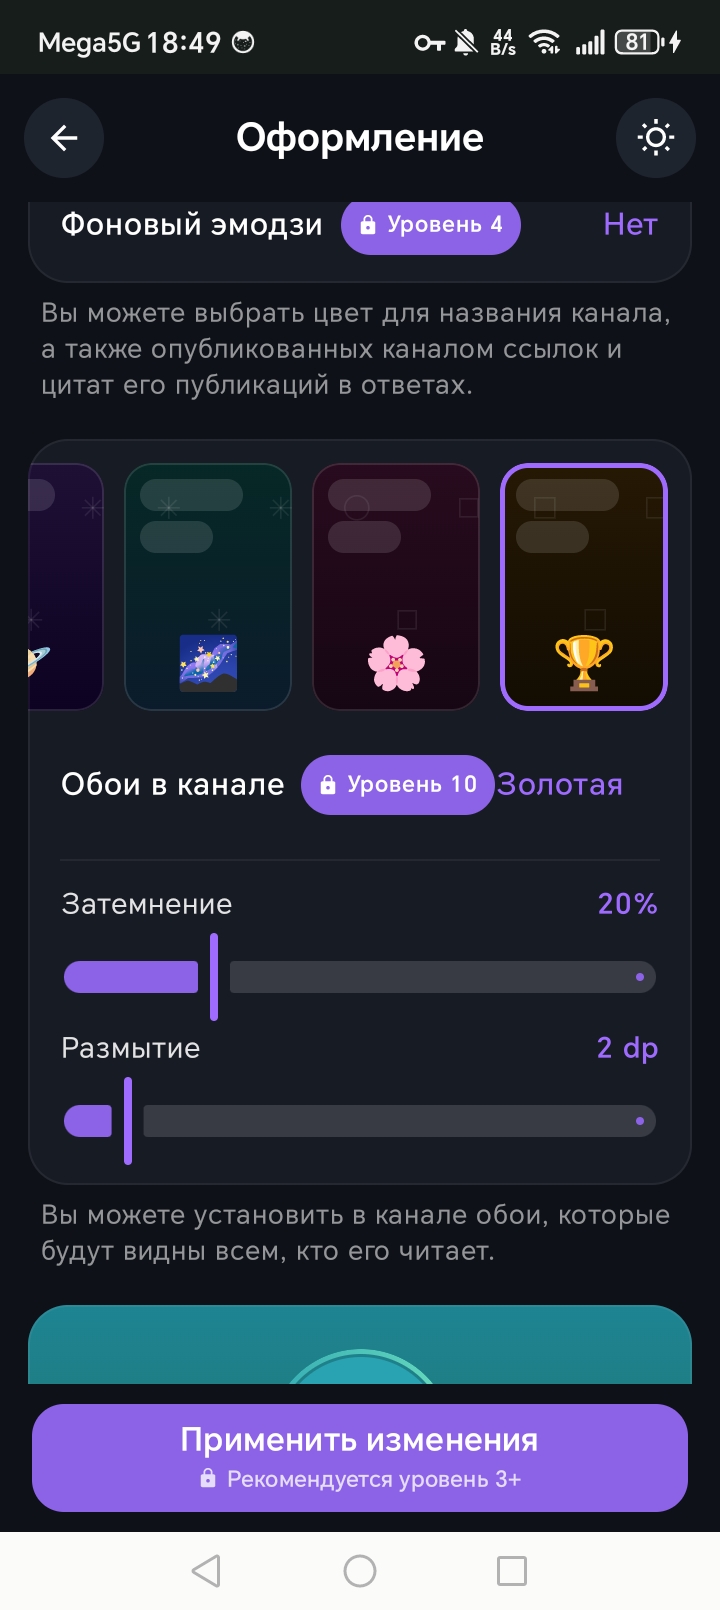 Mega5G 18:49 44 B/s 81
Оформление
Фоновый эмодзи Уровень 4 Нет
Вы можете выбрать цвет для названия канала,
а также опубликованных каналом ссылок и
цитат его публикаций в ответах.
Обои в канале Уровень 10 Золотая
Затемнение 20%
Размытие 2 dp
Вы можете установить в канале обои, которые
будут видны всем, кто его читает.
Применить изменения
Рекомендуется уровень 3+